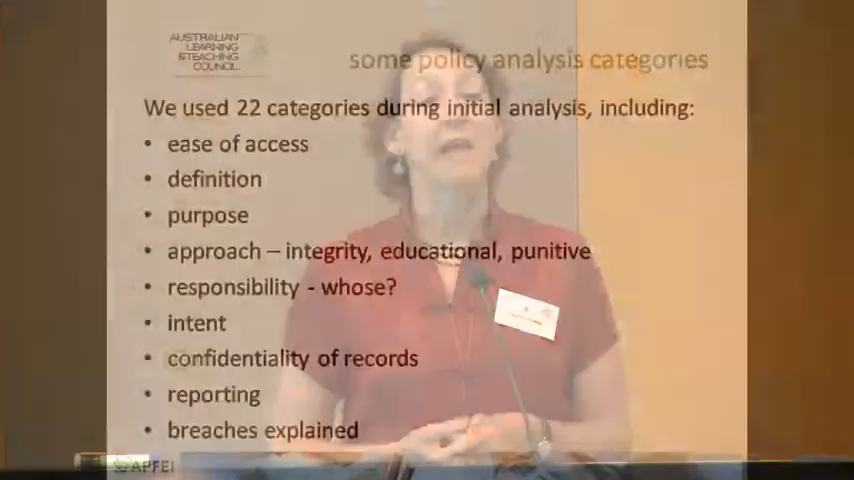 AUSTRALIAN
LEARNING
&TEACHING
COUNCIL
some policy analysis categories
We used 22 categories during initial analysis, including:
• ease of access
• definition
• purpose
• approach – integrity, educational, punitive
• responsibility - whose?
• intent
• confidentiality of records
• reporting
• breaches explained
APFEI